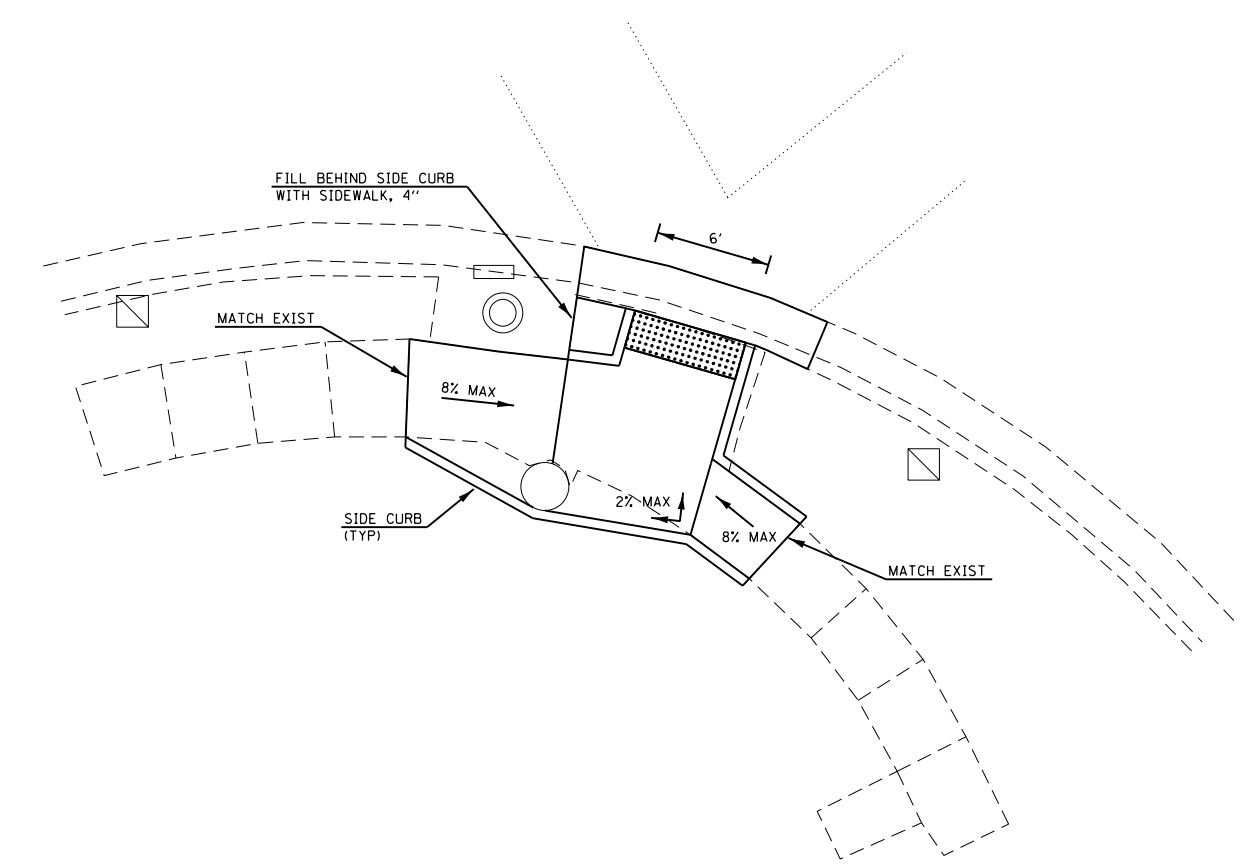 FILL BEHIND SIDE CURB
WITH SIDEWALK, 4"
6'
MATCH EXIST
8% MAX
2% MAX
SIDE CURB
(TYP)
8% MAX
MATCH EXIST